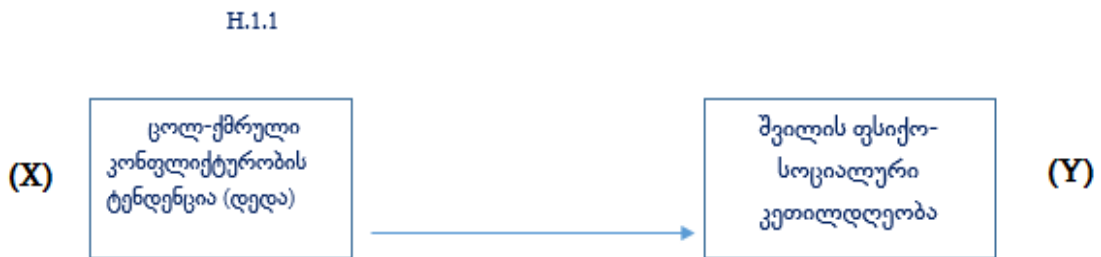 H.1.1
ცოლ-ქმრული
კონფლიქტურობის
ტენდენცია (დედა)
(X)
შვილის ფსიქო-
სოციალური
კეთილდღეობა
(Y)